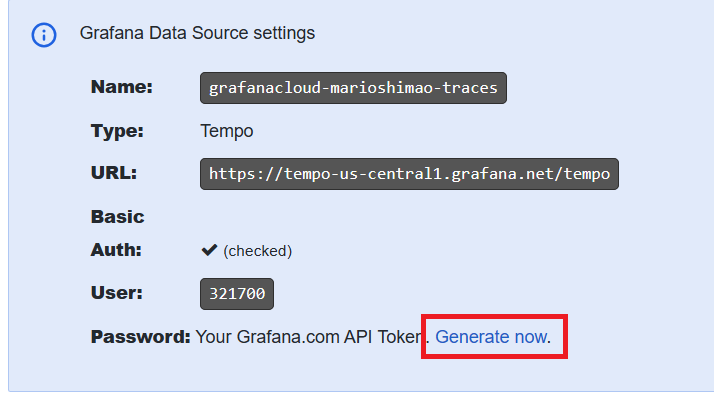 Grafana Data Source settings
Name: grafanacloud-marioshimao-traces
Type: Tempo
URL: https://tempo-us-central1.grafana.net/tempo
Basic
Auth: (checked)
User: 321700
Password: Your Grafana.com API Token. Generate now.